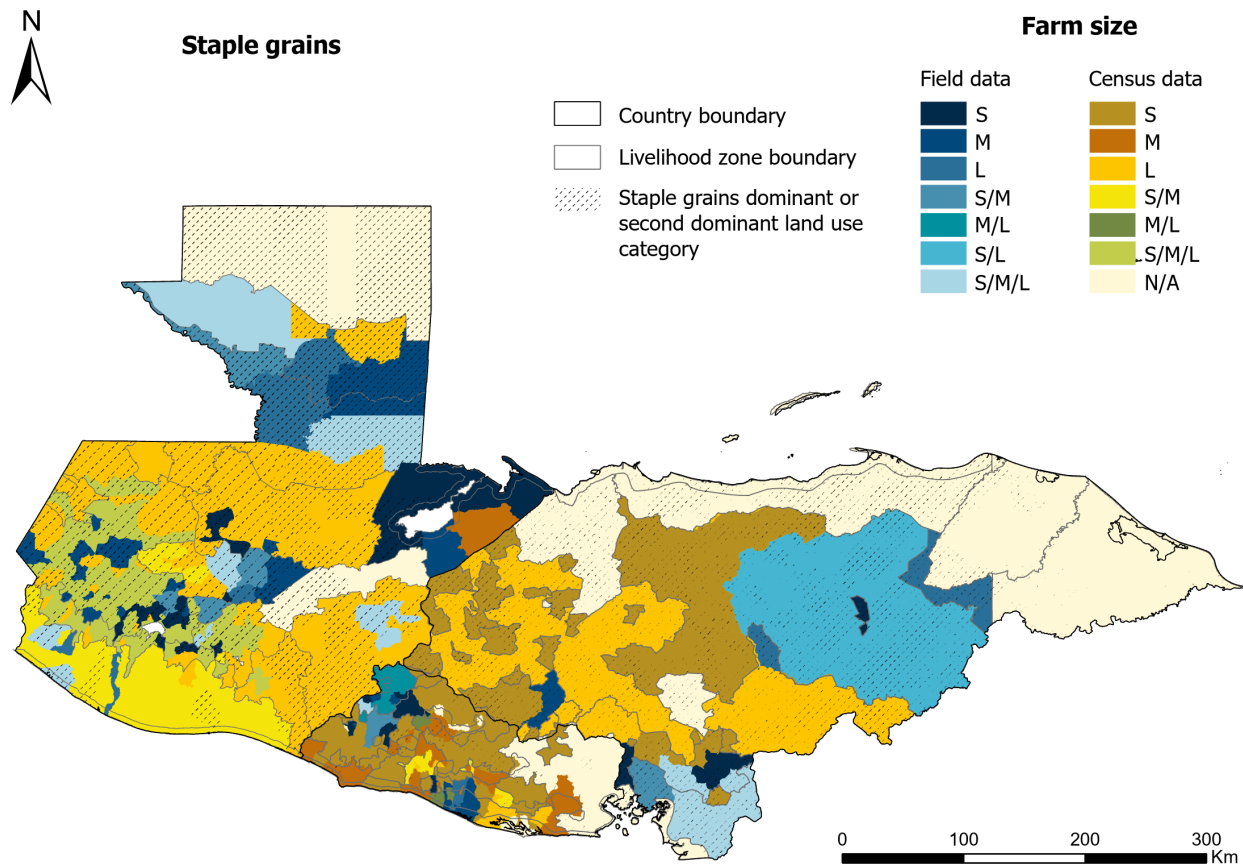 N
Staple grains
Farm size
Field data
Census data
Country boundary
Livelihood zone boundary
Staple grains dominant or
second dominant land use
category
S
M
L
S/M
M/L
S/L
S/M/L
S
M
L
S/M
M/L
S/M/L
N/A
0 100 200 300
Km